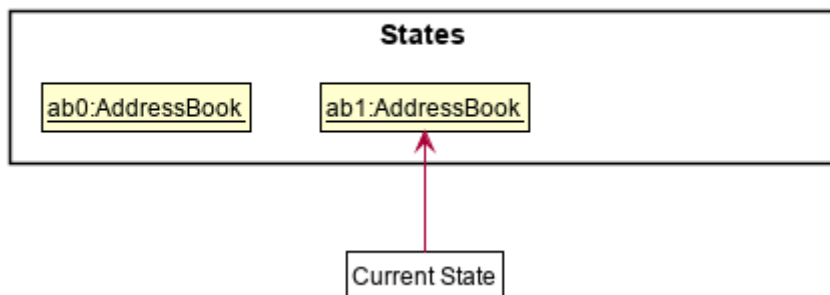 States
ab0:AddressBook
ab1:AddressBook
Current State